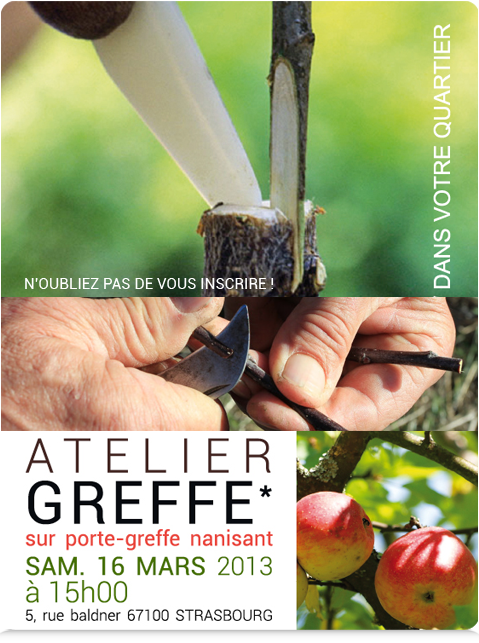 DANS VOTRE QUARTIER
N'OUBLIEZ PAS DE VOUS INSCRIRE !
ATELIER
GREFFE*
sur porte-greffe nanisant
SAM. 16 MARS 2013
à 15h00
5, rue baldner 67100 STRASBOURG